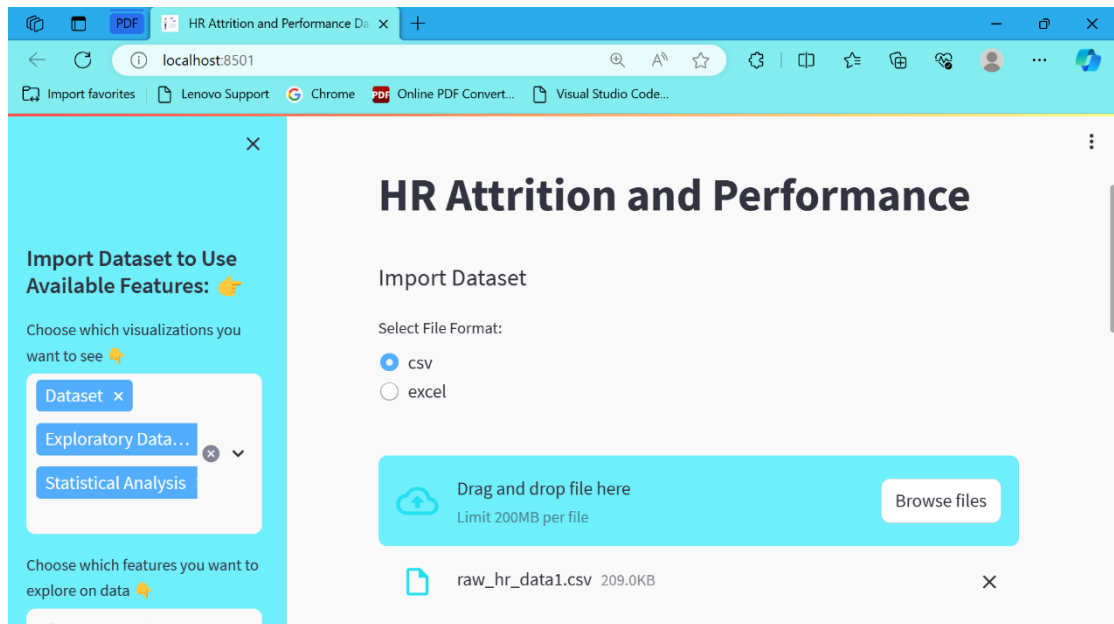 PDF
HR Attrition and Performance Da
localhost:8501
Import favorites
Lenovo Support
Chrome
Online PDF Convert...
Visual Studio Code...
HR Attrition and Performance
Import Dataset to Use
Available Features: 👉
Choose which visualizations you
want to see 👇
Dataset ×
Exploratory Data...
Statistical Analysis
Choose which features you want to
explore on data 👇
Import Dataset
Select File Format:
csv
excel
Drag and drop file here
Limit 200MB per file
Browse files
raw_hr_data1.csv 209.0KB